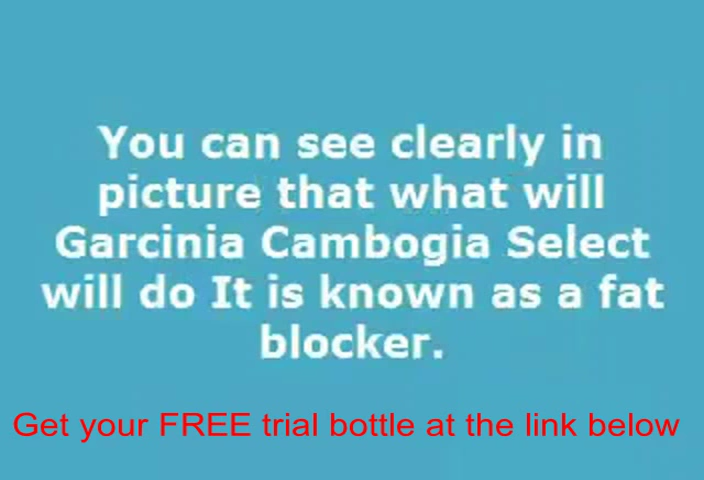 You can see clearly in
picture that what will
Garcinia Cambogia Select
will do It is known as a fat
blocker.
Get your FREE trial bottle at the link below